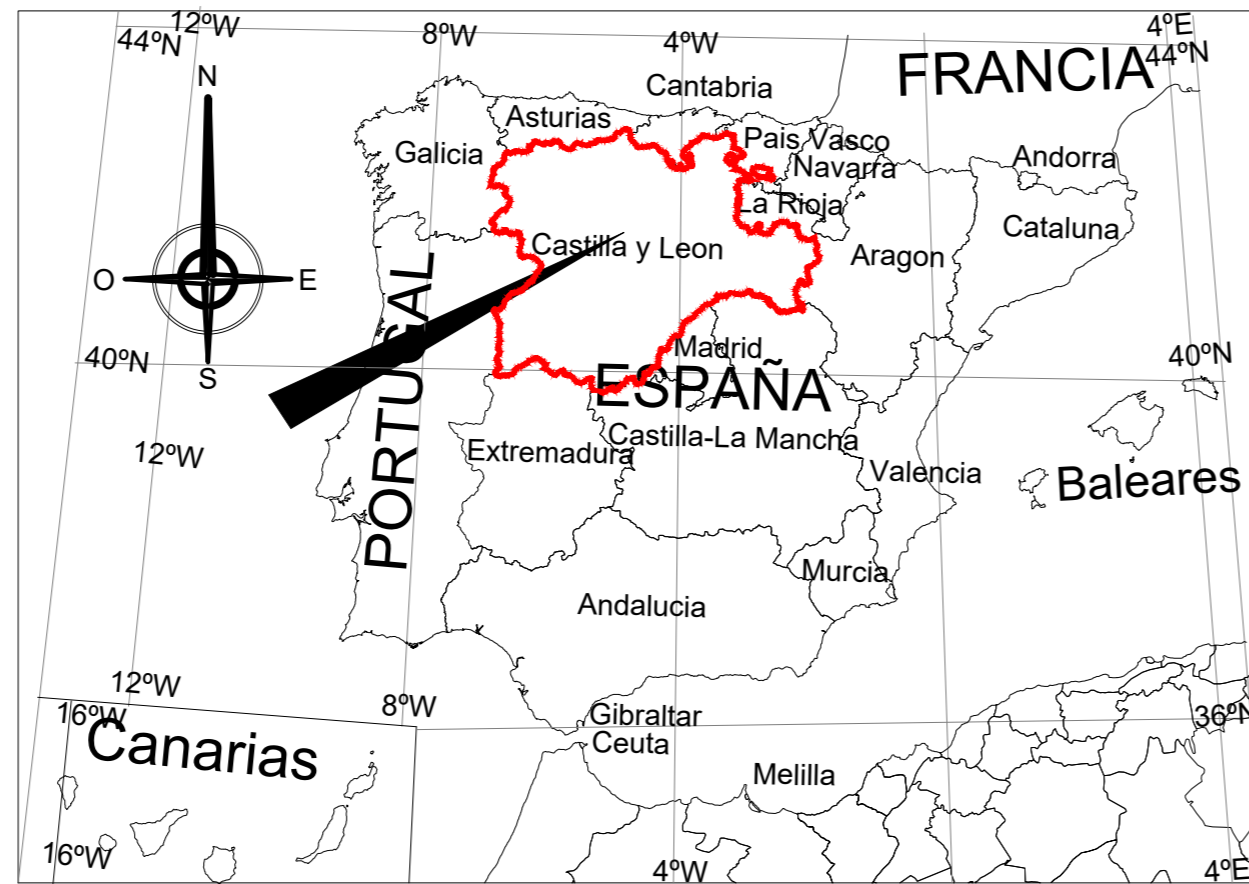 12ºW
8ºW
4ºW
4ºE
44ºN
44ºN
FRANCIA
N
Cantabria
Asturias
Pais Vasco
Galicia
Navarra
Andorra
La Rioja
Cataluna
Castilla y Leon
Aragon
O
E
PORTUGAL
S
40ºN
Madrid
40ºN
ESPAÑA
Castilla-La Mancha
12ºW
Extremadura
Valencia
Baleares
Murcia
Andalucia
12ºW
8ºW
16ºW
Gibraltar
36ºN
Canarias
Ceuta
Melilla
16ºW
4ºW
4ºE